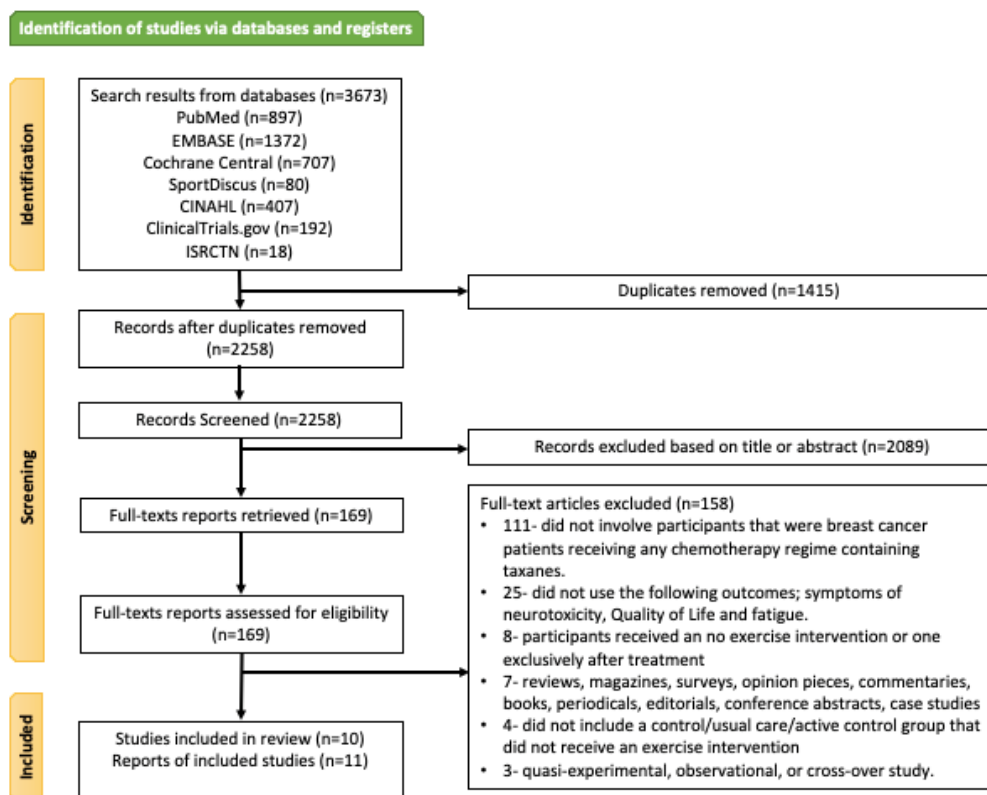 Identification of studies via databases and registers
Identification
Search results from databases (n=3673)
PubMed (n=897)
EMBASE (n=1372)
Cochrane Central (n=707)
SportDiscus (n=80)
CINAHL (n=407)
ClinicalTrials.gov (n=192)
ISRCTN (n=18)
Duplicates removed (n=1415)
Screening
Records after duplicates removed
(n=2258)
Records Screened (n=2258)
Records excluded based on title or abstract (n=2089)
Full-texts reports retrieved (n=169)
Full-texts reports assessed for eligibility
(n=169)
Full-text articles excluded (n=158)
• 111- did not involve participants that were breast cancer
patients receiving any chemotherapy regime containing
taxanes.
• 25- did not use the following outcomes; symptoms of
neurotoxicity, Quality of Life and fatigue.
• 8- participants received an no exercise intervention or one
exclusively after treatment
• 7- reviews, magazines, surveys, opinion pieces, commentaries,
books, periodicals, editorials, conference abstracts, case studies
• 4- did not include a control/usual care/active control group that
did not receive an exercise intervention
• 3- quasi-experimental, observational, or cross-over study.
Included
Studies included in review (n=10)
Reports of included studies (n=11)